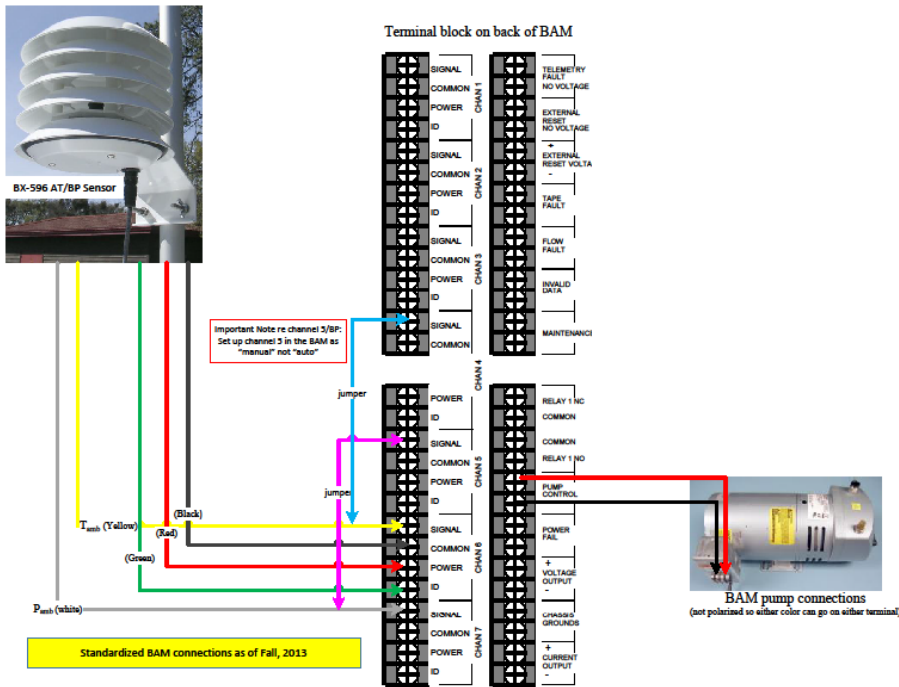 Terminal block on back of BAM
BX-596 AT/BP Sensor
SIGNAL
COMMON
POWER
ID
CHAN 1
SIGNAL
COMMON
POWER
ID
CHAN 2
SIGNAL
COMMON
POWER
ID
CHAN 3
SIGNAL
COMMON
POWER
ID
CHAN 4
SIGNAL
COMMON
POWER
ID
CHAN 5
SIGNAL
COMMON
POWER
ID
CHAN 6
SIGNAL
COMMON
POWER
ID
CHAN 7
TELEMETRY
FAULT
NO VOLTAGE
EXTERNAL
RESET
NO VOLTAGE
+
EXTERNAL
RESET VOLTA
-
TAPE
FAULT
FLOW
FAULT
INVALID
DATA
MAINTENANCE
RELAY 1 NC
COMMON
COMMON
RELAY 1 NO
PUMP
CONTROL
POWER
FAIL
+
VOLTAGE
OUTPUT
-
CHASSIS
GROUNDS
+
CURRENT
OUTPUT
-
Important Note re channel 5/BP:
Set up channel 5 in the BAM as
"manual" not "auto"
jumper
jumper
(Black)
Tamb (Yellow)
(Red)
(Green)
Pamb (white)
BAM pump connections
(not polarized so either color can go on either terminal)
Standardized BAM connections as of Fall, 2013